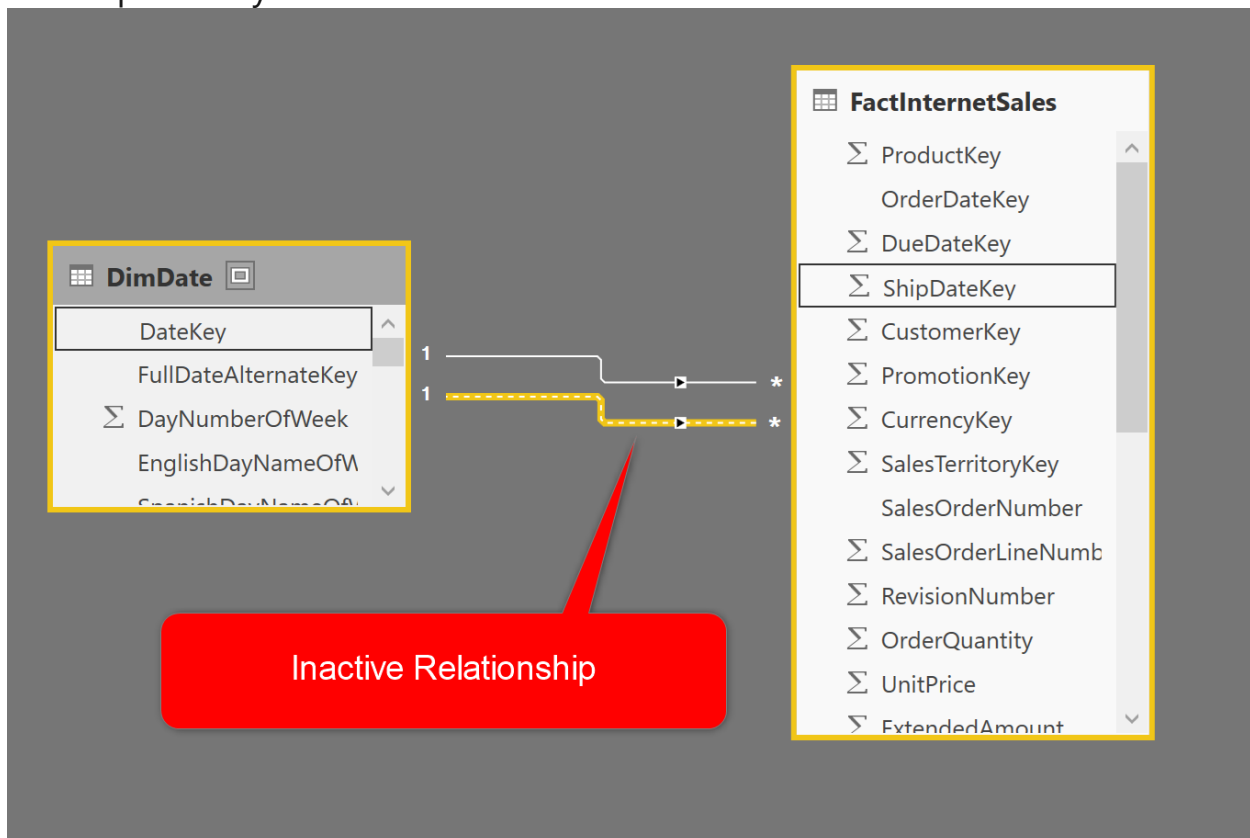 DimDate
DateKey
FullDateAlternateKey
Σ DayNumberOfWeek
EnglishDayNameOfW
1 *
1 *
Inactive Relationship
FactInternetSales
Σ ProductKey
OrderDateKey
Σ DueDateKey
Σ ShipDateKey
Σ CustomerKey
Σ PromotionKey
Σ CurrencyKey
Σ SalesTerritoryKey
SalesOrderNumber
Σ SalesOrderLineNumb
Σ RevisionNumber
Σ OrderQuantity
Σ UnitPrice
Σ ExtendedAmount